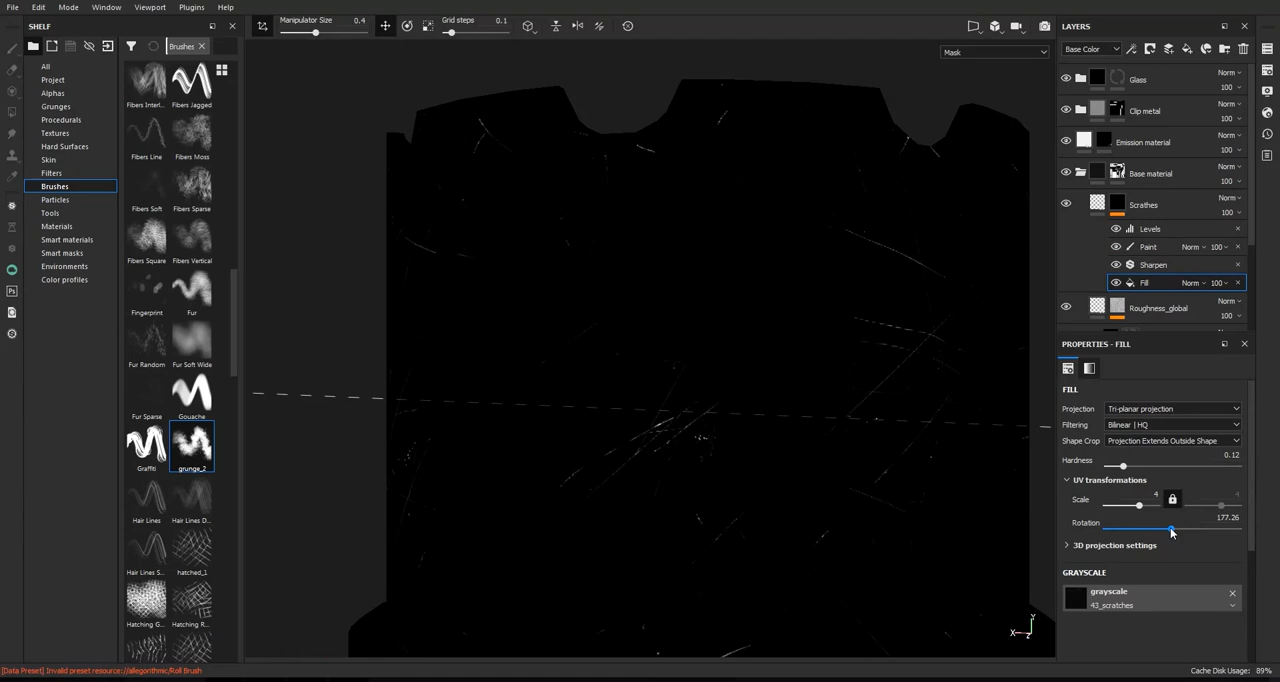 File Edit Mode Window Viewport Plugins Help
SHELF
Brushes
All
Project
Alphas
Grunges
Procedurals
Textures
Hard Surfaces
Skin
Filters
Brushes
Particles
Tools
Materials
Smart materials
Smart masks
Environments
Color profiles
Fibers Interl... Fibers Jagged
Fibers Line Fibers Moss
Fibers Soft Fibers Sparse
Fibers Square Fibers Vertical
Fingerprint Fur
Fur Random Fur Soft Wide
Fur Sparse Gouache
Graffiti grunge_2
Hair Lines Hair Lines D...
Hair Lines S... hatched_1
Hatching G... Hatching R...
Manipulator Size 0.4 Grid steps 0.1
Mask
X Y Z
LAYERS
Base Color
Glass Norm 100
Clip metal Norm 100
Emission material Norm 100
Base material Norm 100
Scrathes Norm 100
Levels
Paint Norm 100
Sharpen
Fill Norm 100
Roughness_global Norm 100
PROPERTIES - FILL
FILL
Projection Tri-planar projection
Filtering Bilinear | HQ
Shape Crop Projection Extends Outside Shape
Hardness 0.12
UV transformations
Scale 4 4
Rotation 177.26
3D projection settings
GRAYSCALE
grayscale
43_scratches
[Data Preset] Invalid preset resource://allegorithmic/Roll Brush
Cache Disk Usage: 89%